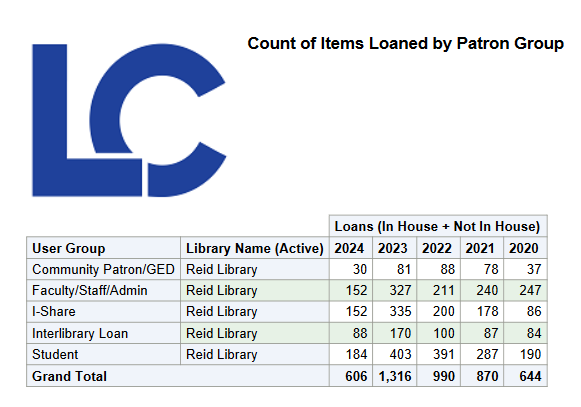 Count of Items Loaned by Patron Group
LC
Loans (In House + Not In House)
User Group Library Name (Active) 2024 2023 2022 2021 2020
Community Patron/GED Reid Library 30 81 88 78 37
Faculty/Staff/Admin Reid Library 152 327 211 240 247
I-Share Reid Library 152 335 200 178 86
Interlibrary Loan Reid Library 88 170 100 87 84
Student Reid Library 184 403 391 287 190
Grand Total 606 1,316 990 870 644